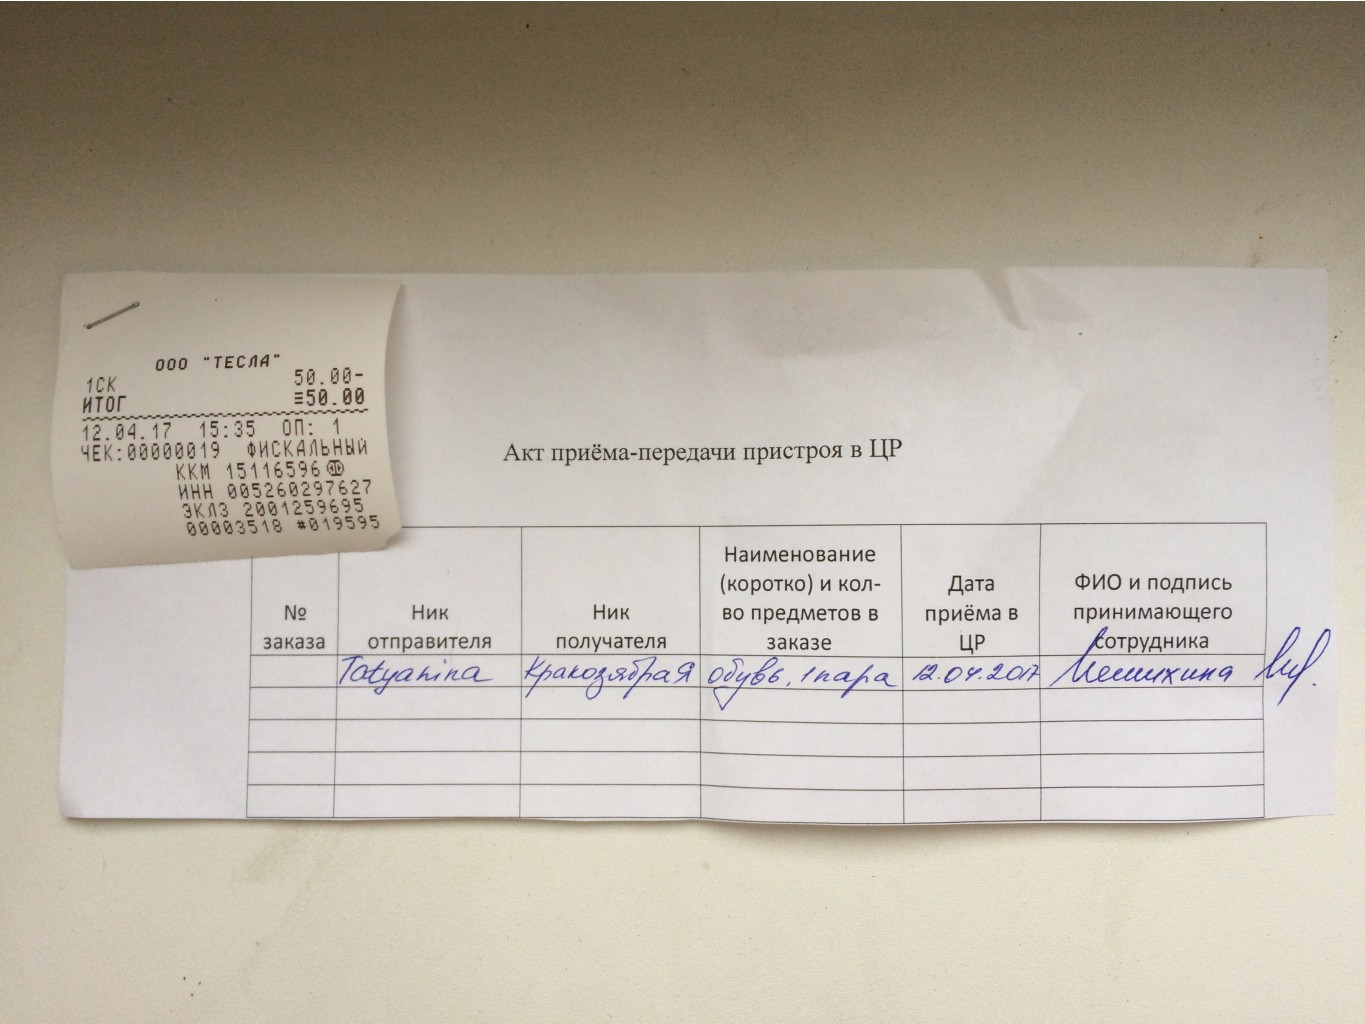 ООО "ТЕСЛА"
1СК 50.00-
ИТОГ ≡50.00
12.04.17 15:35 ОП: 1
ЧЕК:00000019 ФИСКАЛЬНЫЙ
ККМ 15116596
ИНН 005260297627
ЭКЛЗ 2001259695
00003518 #019595
Акт приёма-передачи пристроя в ЦР
№ заказа
Ник отправителя
Ник получателя
Наименование (коротко) и кол-во предметов в заказе
Дата приёма в ЦР
ФИО и подпись принимающего сотрудника
Tatyanina КракозябраЯ обувь, 1 пара 12.04.2017